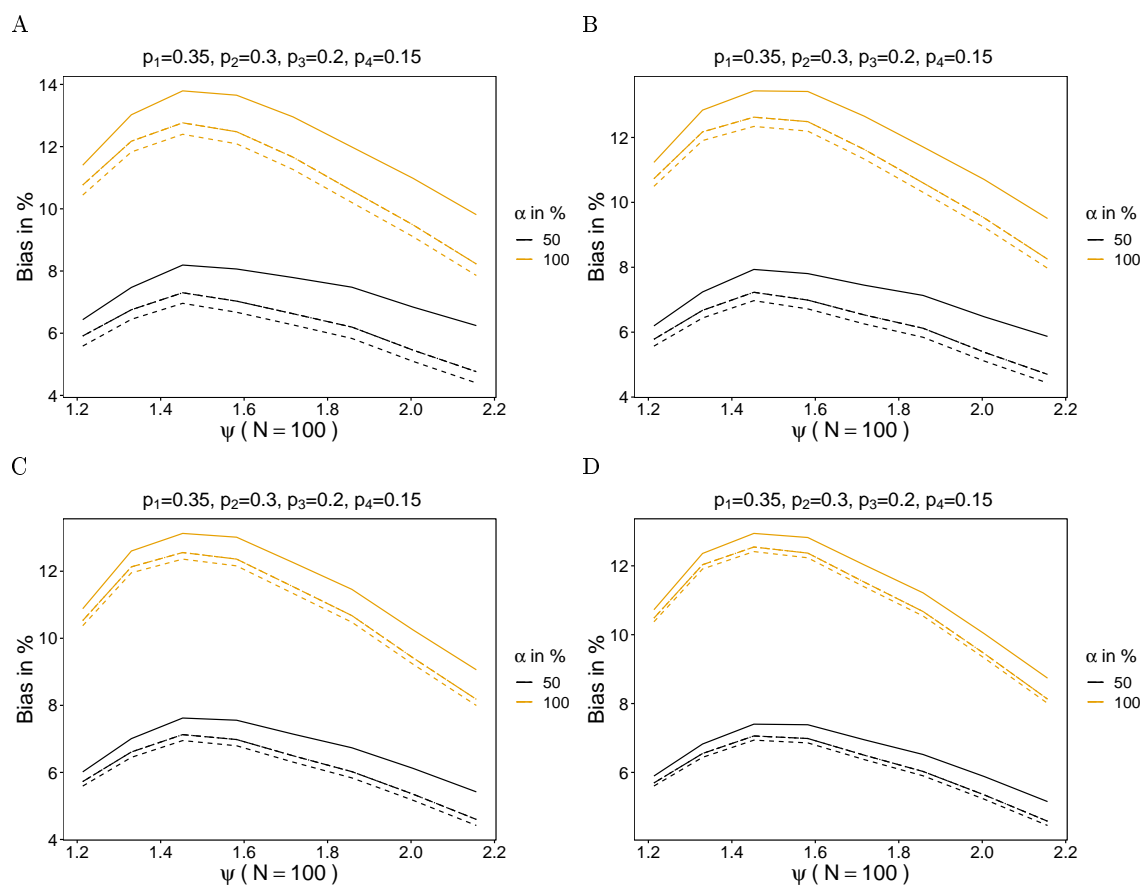 A
p₁=0.35, p₂=0.3, p₃=0.2, p₄=0.15
Bias in %
14
12
10
8
6
4
1.2 1.4 1.6 1.8 2.0 2.2
ψ ( N = 100 )
α in %
50
100
B
p₁=0.35, p₂=0.3, p₃=0.2, p₄=0.15
Bias in %
12
10
8
6
4
1.2 1.4 1.6 1.8 2.0 2.2
ψ ( N = 100 )
α in %
50
100
C
p₁=0.35, p₂=0.3, p₃=0.2, p₄=0.15
Bias in %
12
10
8
6
4
1.2 1.4 1.6 1.8 2.0 2.2
ψ ( N = 100 )
α in %
50
100
D
p₁=0.35, p₂=0.3, p₃=0.2, p₄=0.15
Bias in %
12
10
8
6
1.2 1.4 1.6 1.8 2.0 2.2
ψ ( N = 100 )
α in %
50
100